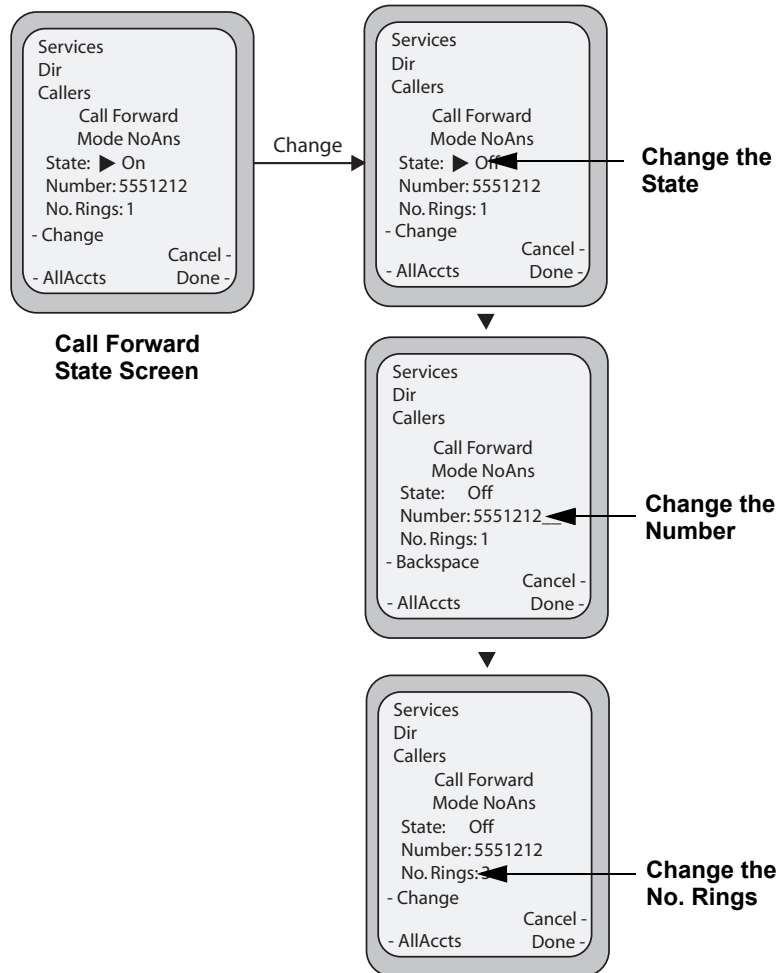 Services
Dir
Callers
Call Forward
Mode NoAns
State: ▶ On
Number: 5551212
No. Rings: 1
- Change
Cancel -
- AllAccts Done -
Call Forward
State Screen
Change
Services
Dir
Callers
Call Forward
Mode NoAns
State: ▶ Off
Number: 5551212
No. Rings: 1
- Change
Cancel -
- AllAccts Done -
Change the
State
Services
Dir
Callers
Call Forward
Mode NoAns
State: Off
Number: 5551212__
No. Rings: 1
- Backspace
Cancel -
- AllAccts Done -
Change the
Number
Services
Dir
Callers
Call Forward
Mode NoAns
State: Off
Number: 5551212
No. Rings: 3
- Change
Cancel -
- AllAccts Done -
Change the
No. Rings